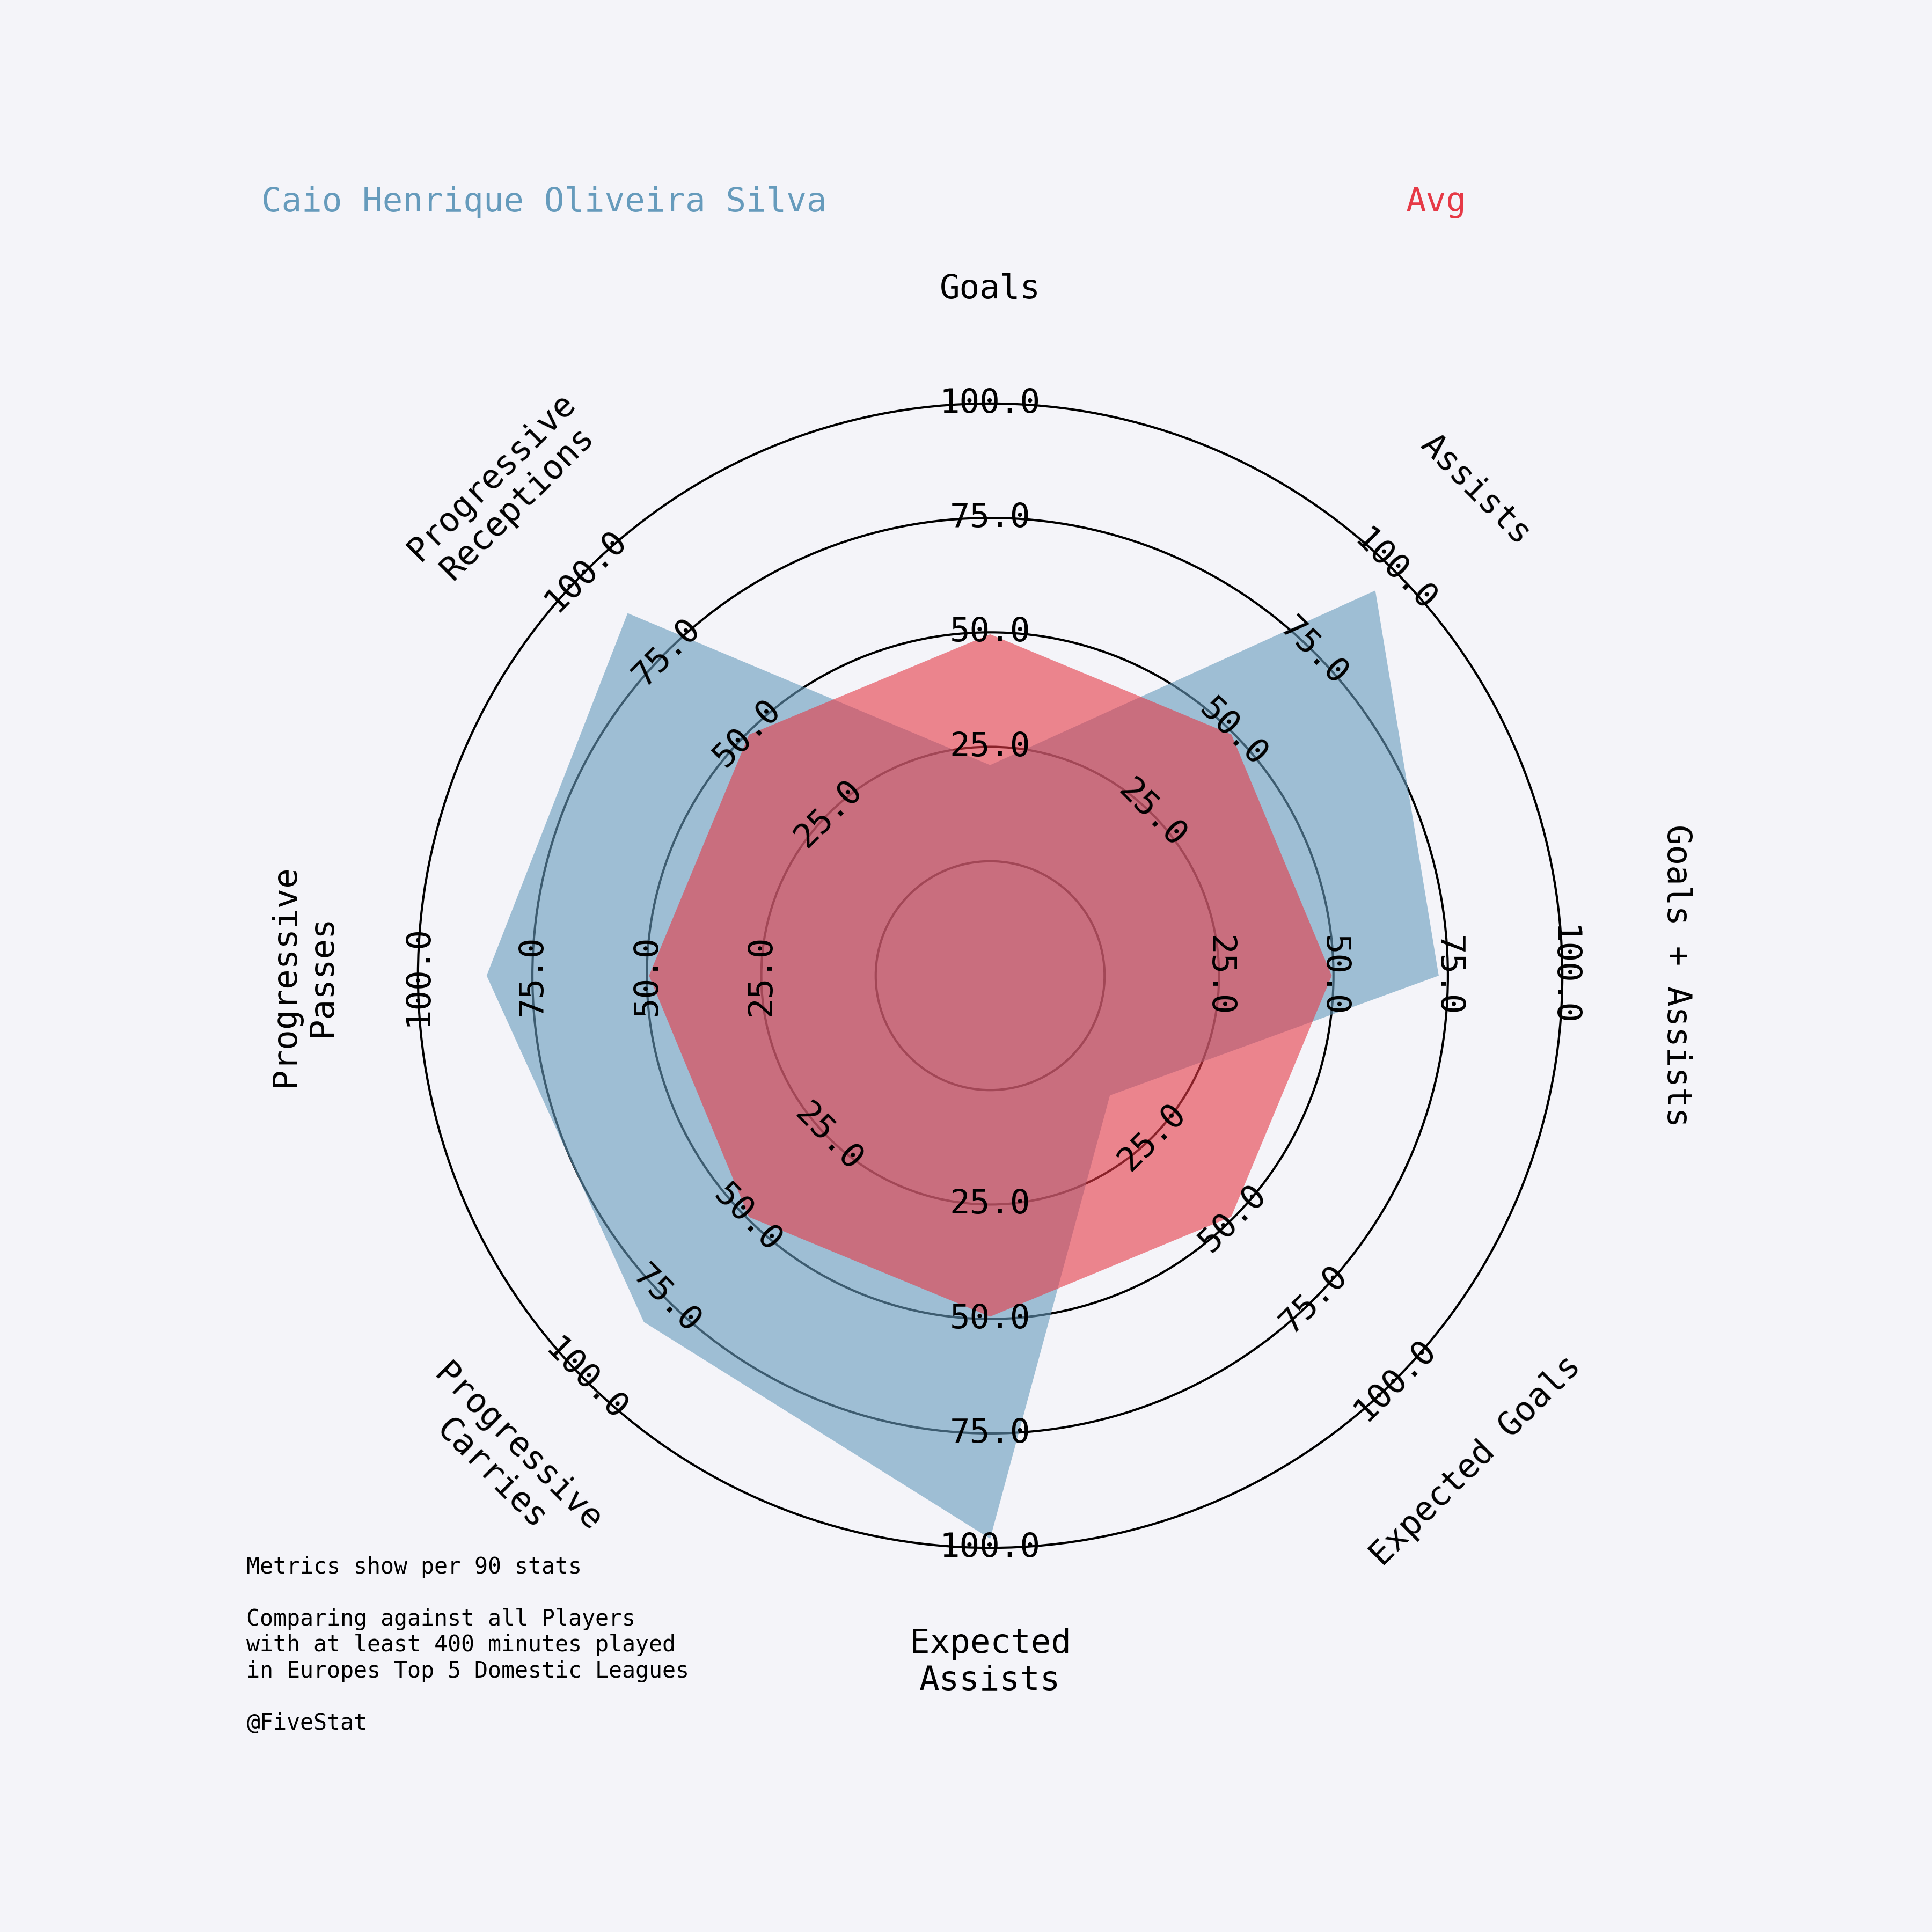 Caio Henrique Oliveira Silva
Avg
Goals
Assists
Goals + Assists
Expected Goals
Expected
Assists
Progressive
Carries
Progressive
Passes
Progressive
Receptions
25.0
50.0
75.0
100.0
25.0
50.0
75.0
100.0
25.0
50.0
75.0
100.0
25.0
50.0
75.0
100.0
25.0
50.0
75.0
100.0
25.0
50.0
75.0
100.0
25.0
50.0
75.0
100.0
25.0
50.0
75.0
100.0
Metrics show per 90 stats
Comparing against all Players
with at least 400 minutes played
in Europes Top 5 Domestic Leagues
@FiveStat